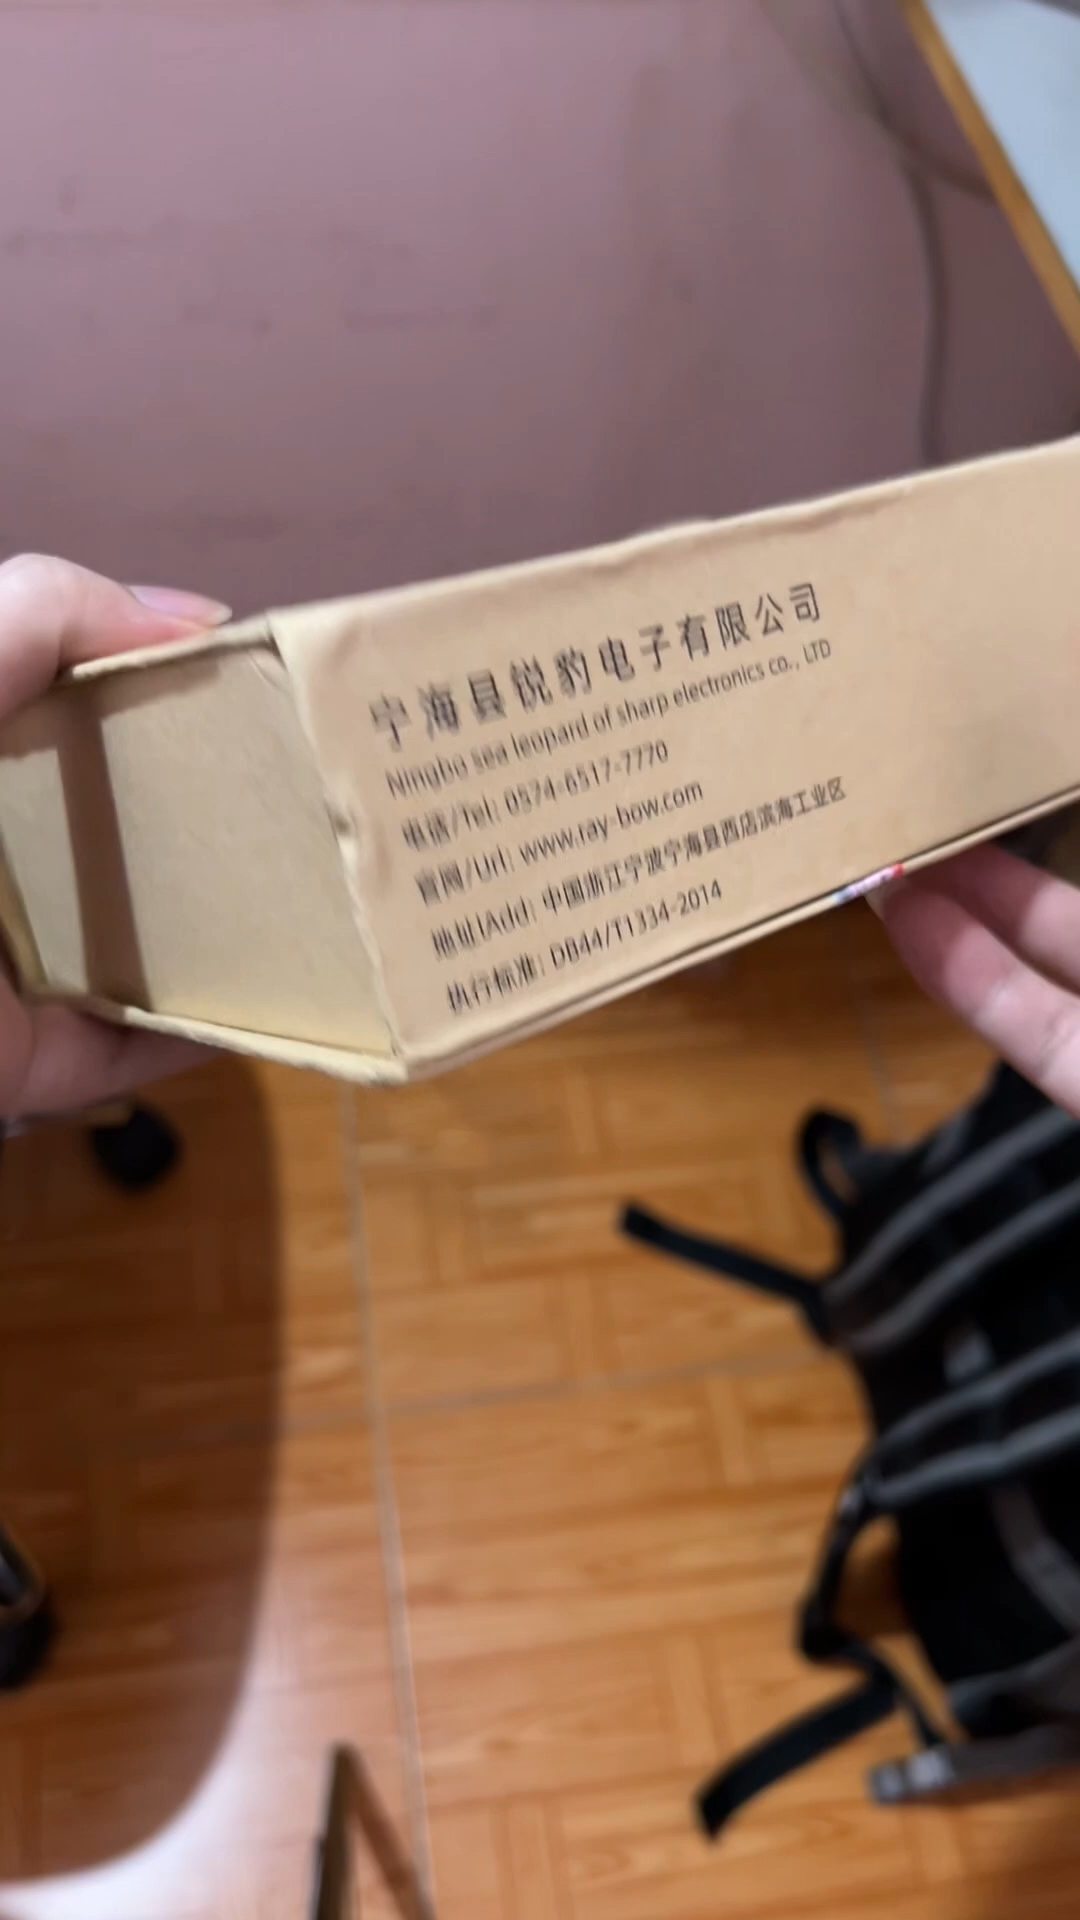 宁海县锐豹电子有限公司
Ningbo sea leopard of sharp electronics co., LTD
电话/Tel: 0574-6517-7770
官网/Url: www.ray-bow.com
地址/Add: 中国浙江宁波宁海县西店滨海工业区
执行标准: DB44/T1334-2014